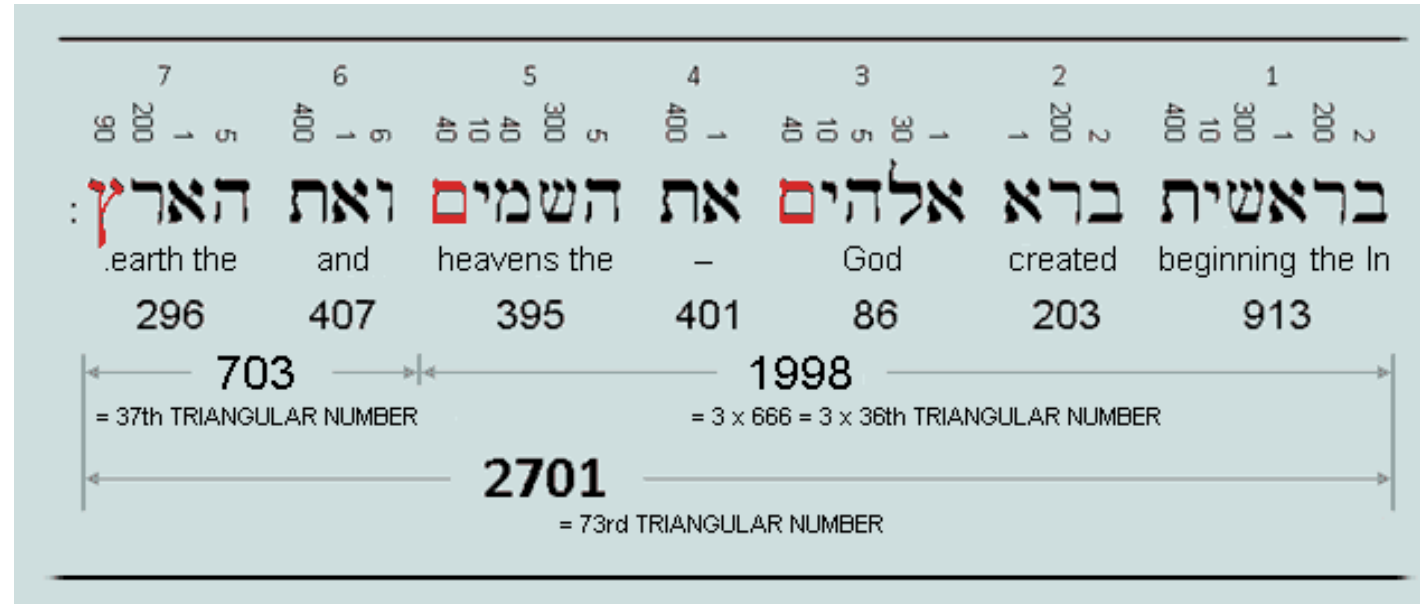 7 6 5 4 3 2 1
90 200 1 5 400 1 6 40 10 40 300 5 400 1 40 10 5 30 1 1 200 2 400 10 300 1 200 2
בראשית ברא אלהים את השמים ואת הארץ:
.earth the and heavens the – God created beginning the In
296 407 395 401 86 203 913
703 1998
= 37th TRIANGULAR NUMBER = 3 x 666 = 3 x 36th TRIANGULAR NUMBER
2701
= 73rd TRIANGULAR NUMBER